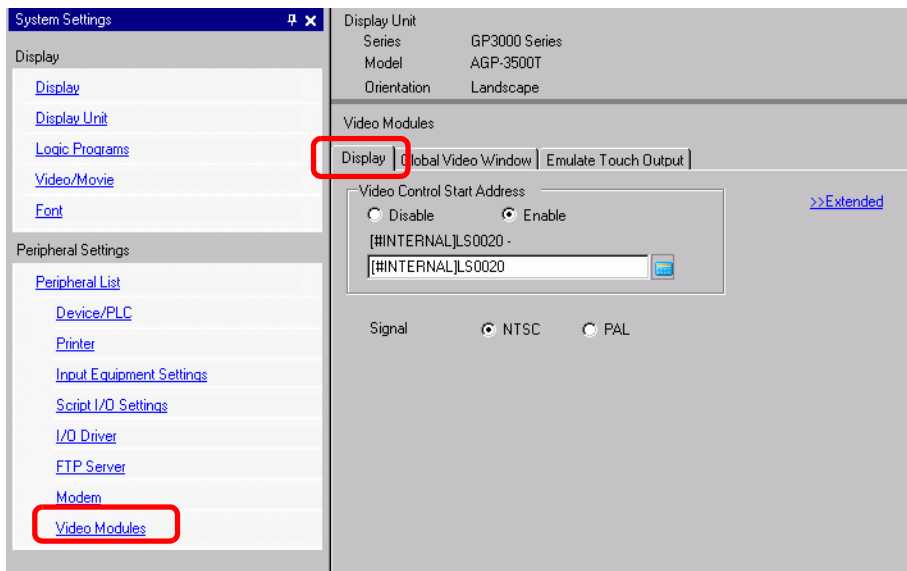 System Settings
Display
Display
Display Unit
Logic Programs
Video/Movie
Font
Peripheral Settings
Peripheral List
Device/PLC
Printer
Input Equipment Settings
Script I/O Settings
I/O Driver
FTP Server
Modem
Video Modules
Display Unit
Series GP3000 Series
Model AGP-3500T
Orientation Landscape
Video Modules
Display Global Video Window Emulate Touch Output
Video Control Start Address
Disable Enable
>>Extended
[#INTERNAL]LS0020 -
[#INTERNAL]LS0020
Signal NTSC PAL